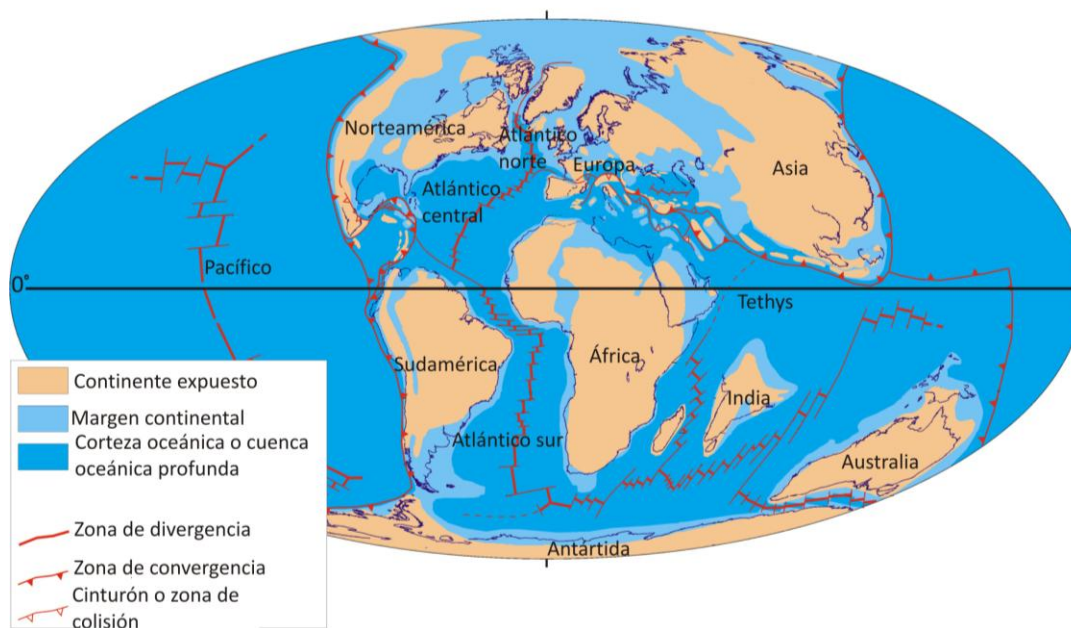 Norteamérica
Atlántico
norte
Europa
Asia
Atlántico
central
Pacífico
0°
Tethys
Sudamérica
África
India
Atlántico sur
Australia
Antártida
Continente expuesto
Margen continental
Corteza oceánica o cuenca
oceánica profunda
Zona de divergencia
Zona de convergencia
Cinturón o zona de
colisión